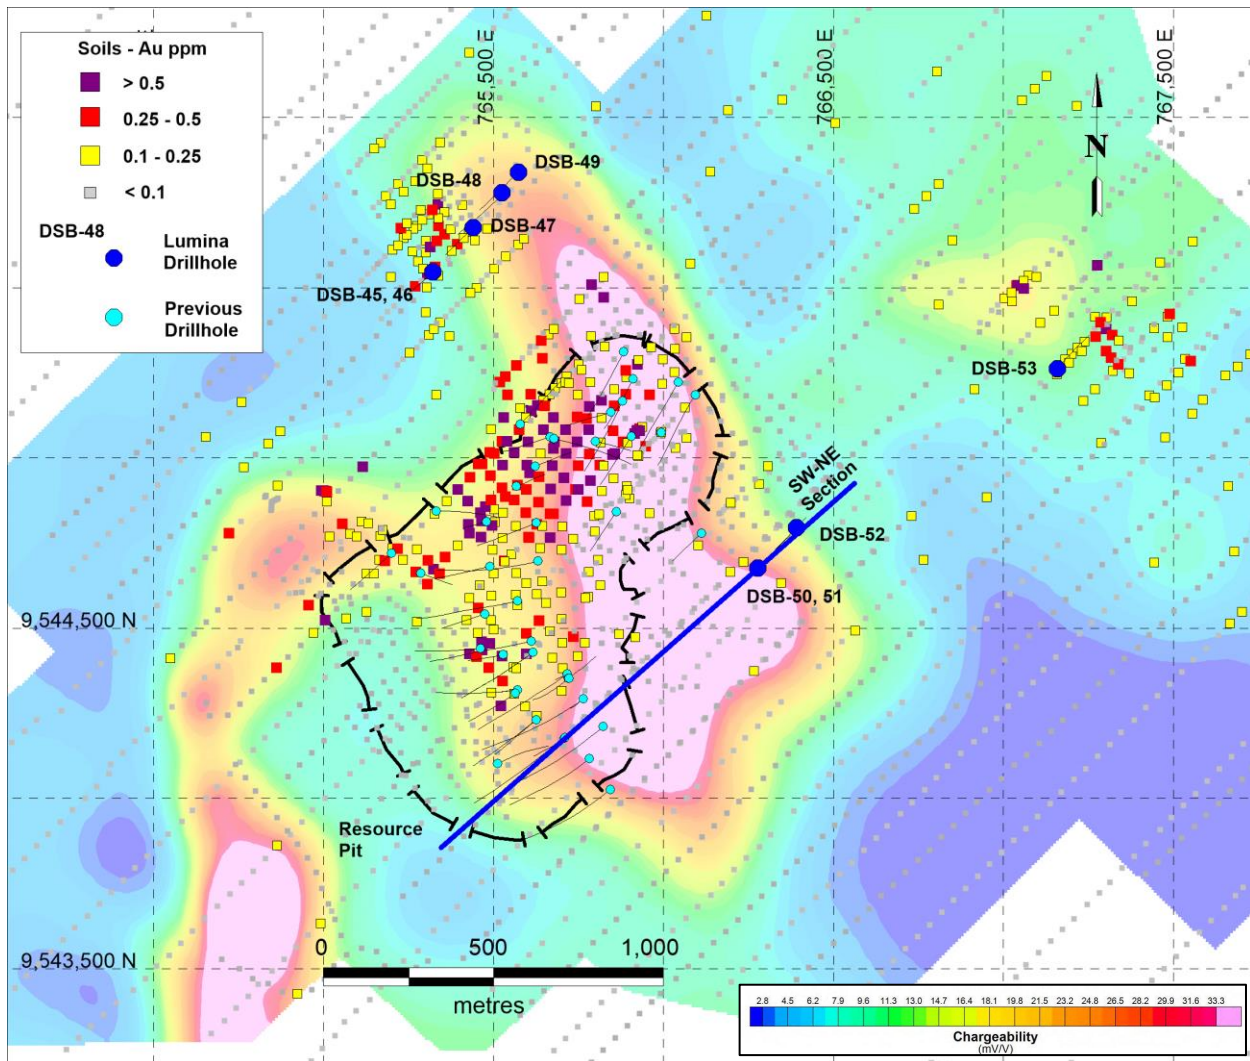 Soils - Au ppm
> 0.5
0.25 - 0.5
0.1 - 0.25
< 0.1
DSB-48
Lumina
Drillhole
Previous
Drillhole
765,500 E
766,500 E
767,500 E
N
DSB-49
DSB-48
DSB-47
DSB-45, 46
DSB-53
SW-NE
Section
DSB-52
DSB-50, 51
9,544,500 N
Resource
Pit
9,543,500 N
0 500 1,000
metres
2.8 4.5 6.2 7.9 9.6 11.3 13.0 14.7 16.4 18.1 19.8 21.5 23.2 24.8 26.5 28.2 29.9 31.6 33.3
Chargeability
(mV/V)